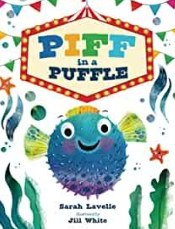 PIFF
in a
PUFFLE
Sarah Lavelle
illustrated by
Jill White